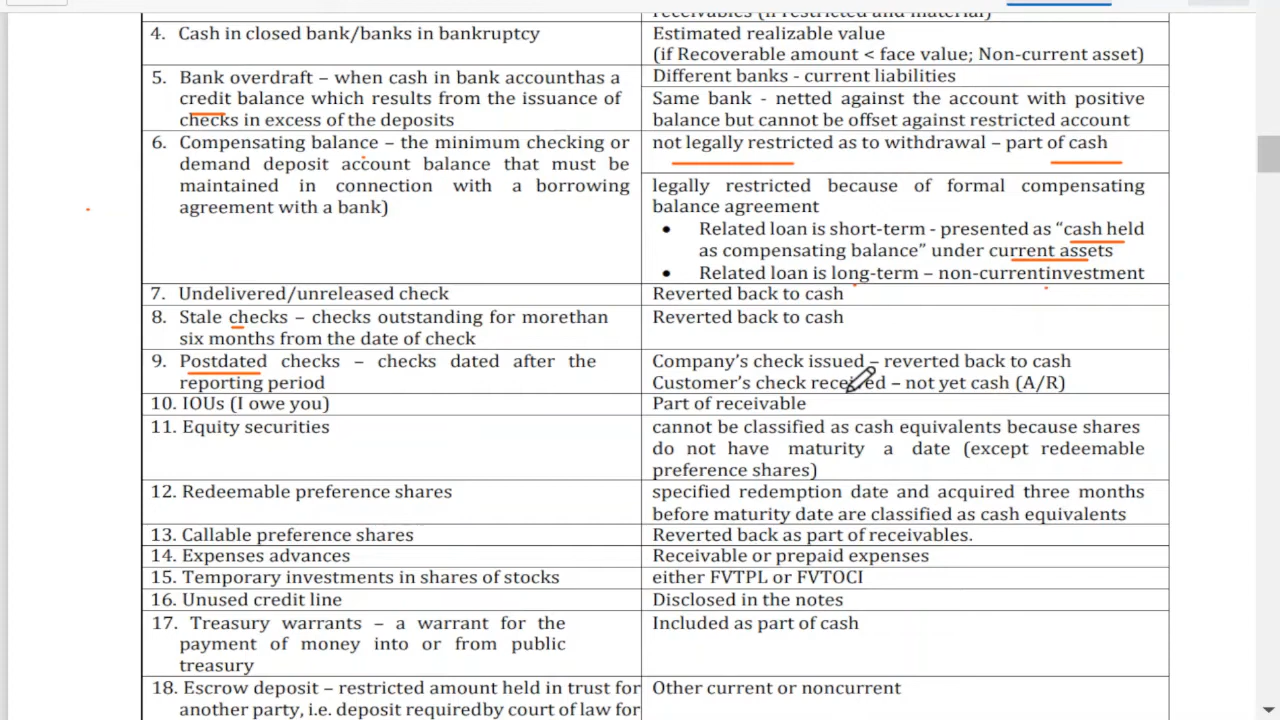 receivables (if restricted and material)
4. Cash in closed bank/banks in bankruptcy
Estimated realizable value
(if Recoverable amount < face value; Non-current asset)
5. Bank overdraft – when cash in bank accounthas a
credit balance which results from the issuance of
checks in excess of the deposits
Different banks - current liabilities
Same bank - netted against the account with positive
balance but cannot be offset against restricted account
6. Compensating balance – the minimum checking or
demand deposit account balance that must be
maintained in connection with a borrowing
agreement with a bank)
not legally restricted as to withdrawal – part of cash
legally restricted because of formal compensating
balance agreement
• Related loan is short-term - presented as “cash held
as compensating balance” under current assets
• Related loan is long-term – non-currentinvestment
7. Undelivered/unreleased check
Reverted back to cash
8. Stale checks – checks outstanding for morethan
six months from the date of check
Reverted back to cash
9. Postdated checks – checks dated after the
reporting period
Company’s check issued – reverted back to cash
Customer’s check received – not yet cash (A/R)
10. IOUs (I owe you)
Part of receivable
11. Equity securities
cannot be classified as cash equivalents because shares
do not have maturity a date (except redeemable
preference shares)
12. Redeemable preference shares
specified redemption date and acquired three months
before maturity date are classified as cash equivalents
13. Callable preference shares
Reverted back as part of receivables.
14. Expenses advances
Receivable or prepaid expenses
15. Temporary investments in shares of stocks
either FVTPL or FVTOCI
16. Unused credit line
Disclosed in the notes
17. Treasury warrants – a warrant for the
payment of money into or from public
treasury
Included as part of cash
18. Escrow deposit – restricted amount held in trust for
another party, i.e. deposit requiredby court of law for
Other current or noncurrent